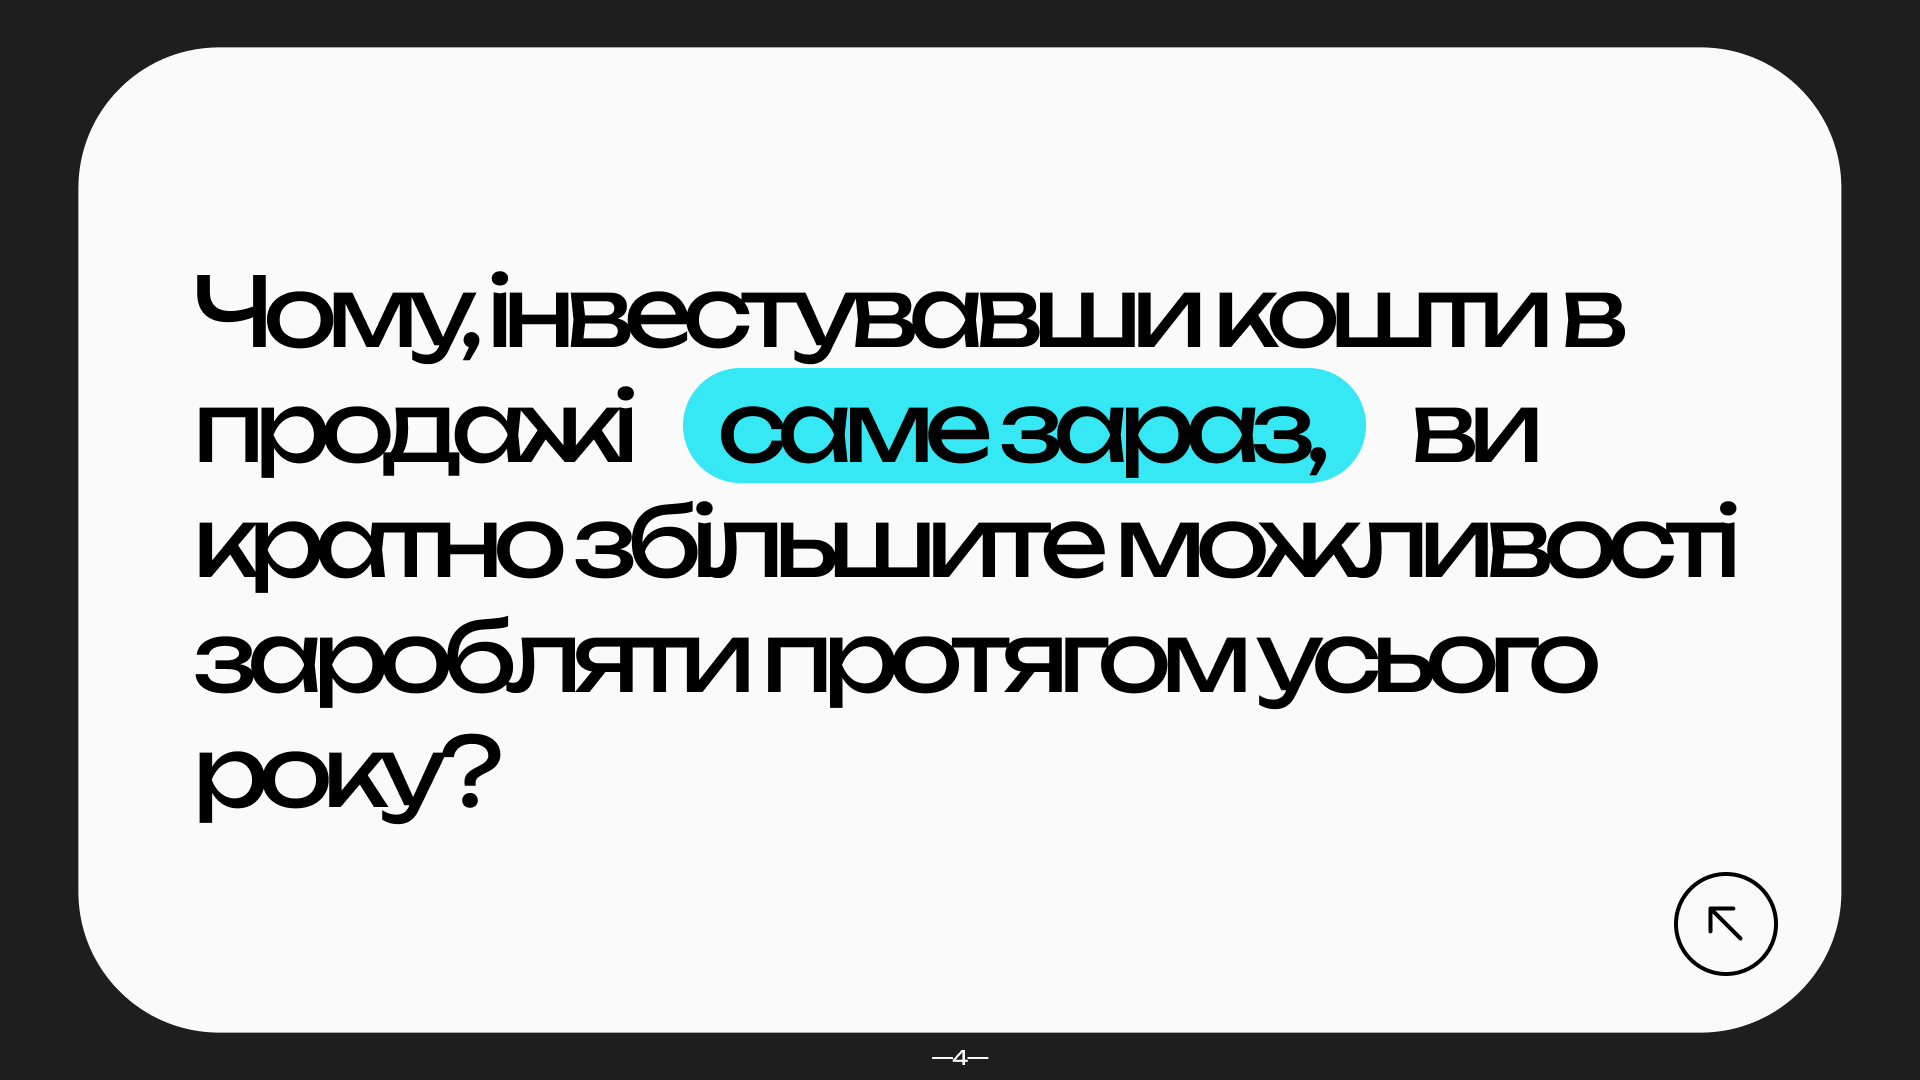 Чому, інвестувавши кошти в
продажі саме зараз, ви
кратно збільшите можливості
заробляти протягом усього
року?
—4—